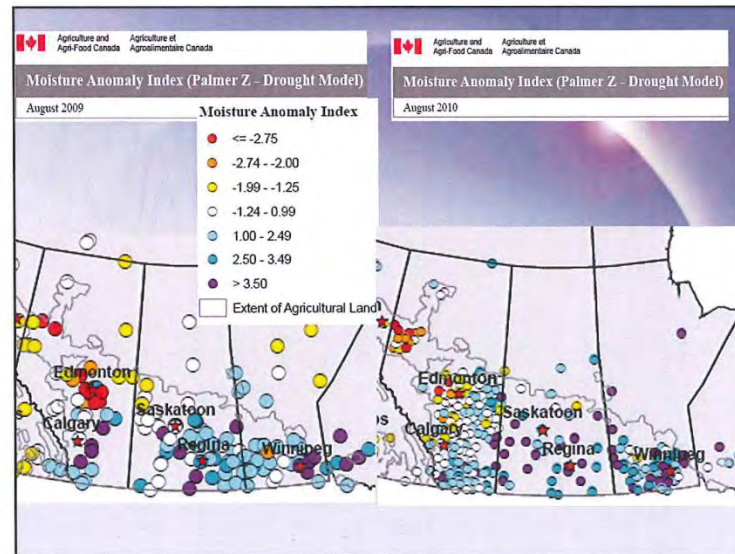 Agriculture and
Agri-Food Canada
Agriculture et
Agroalimentaire Canada
Moisture Anomaly Index (Palmer Z - Drought Model)
August 2009
Moisture Anomaly Index
<= -2.75
-2.74 - -2.00
-1.99 - -1.25
-1.24 - 0.99
1.00 - 2.49
2.50 - 3.49
> 3.50
Extent of Agricultural Land
Edmonton
Saskatoon
Calgary
Regina
Winnipeg
Agriculture and
Agri-Food Canada
Agriculture et
Agroalimentaire Canada
Moisture Anomaly Index (Palmer Z - Drought Model)
August 2010
Edmonton
Saskatoon
Calgary
Regina
Winnipeg